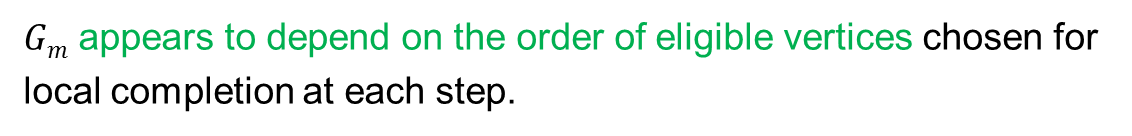 G_m appears to depend on the order of eligible vertices chosen for
local completion at each step.